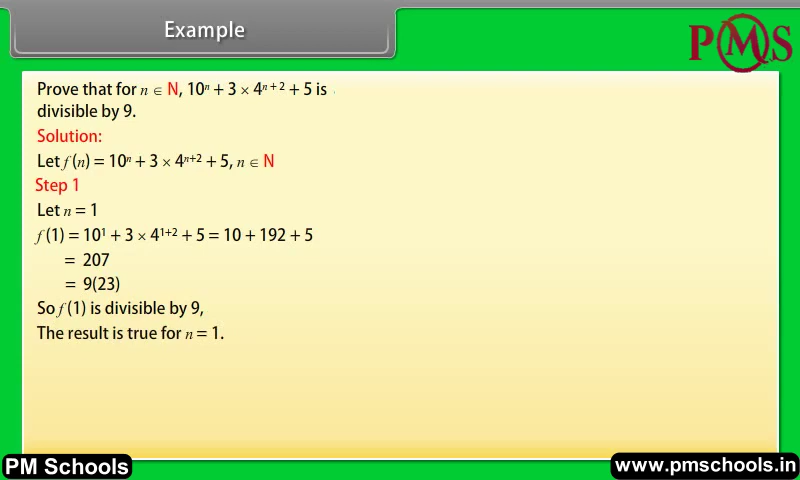 Example
PMS
Prove that for n ∈ N, 10ⁿ + 3 × 4ⁿ⁺² + 5 is
divisible by 9.
Solution:
Let f (n) = 10ⁿ + 3 × 4ⁿ⁺² + 5, n ∈ N
Step 1
Let n = 1
f (1) = 10¹ + 3 × 4¹⁺² + 5 = 10 + 192 + 5
= 207
= 9(23)
So f (1) is divisible by 9,
The result is true for n = 1.
PM Schools
www.pmschools.in